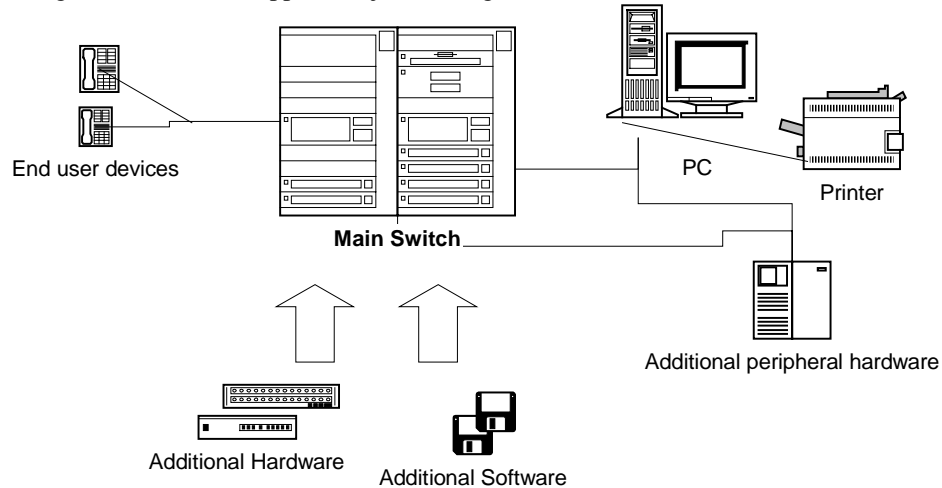 End user devices
PC
Printer
Main Switch
Additional peripheral hardware
Additional Hardware
Additional Software